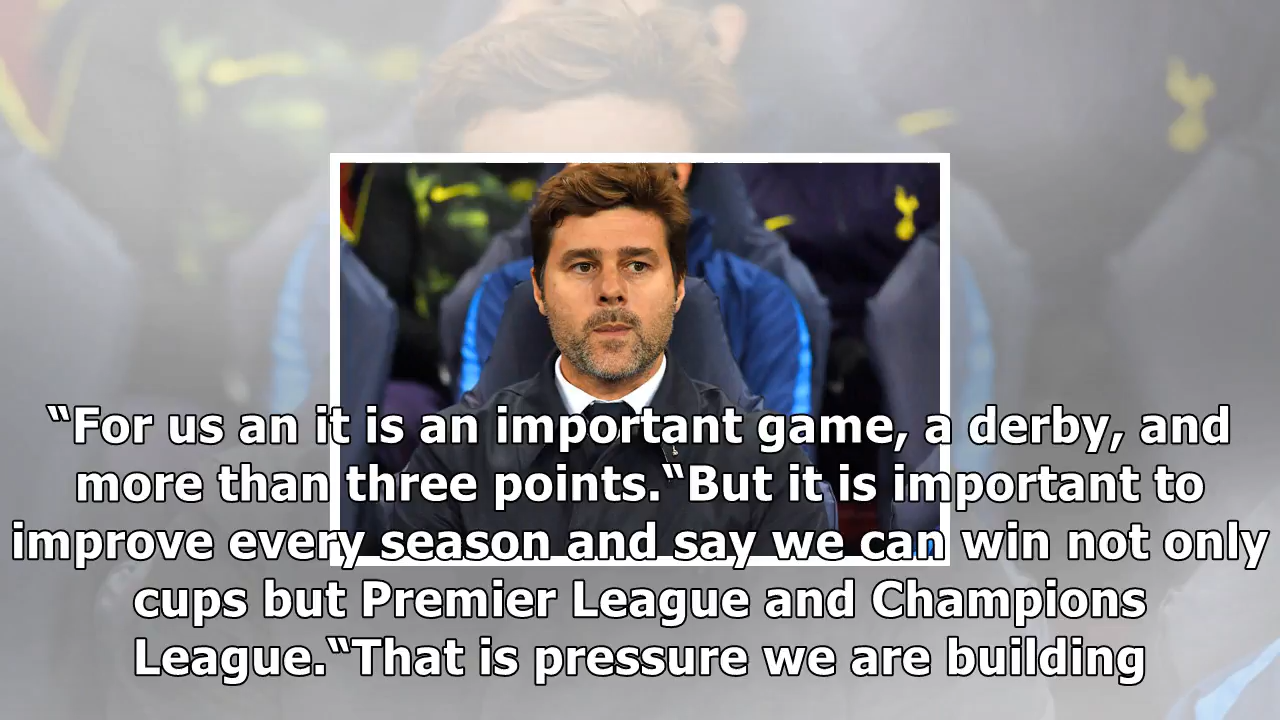 “For us an it is an important game, a derby, and
more than three points.“But it is important to
improve every season and say we can win not only
cups but Premier League and Champions
League.“That is pressure we are building